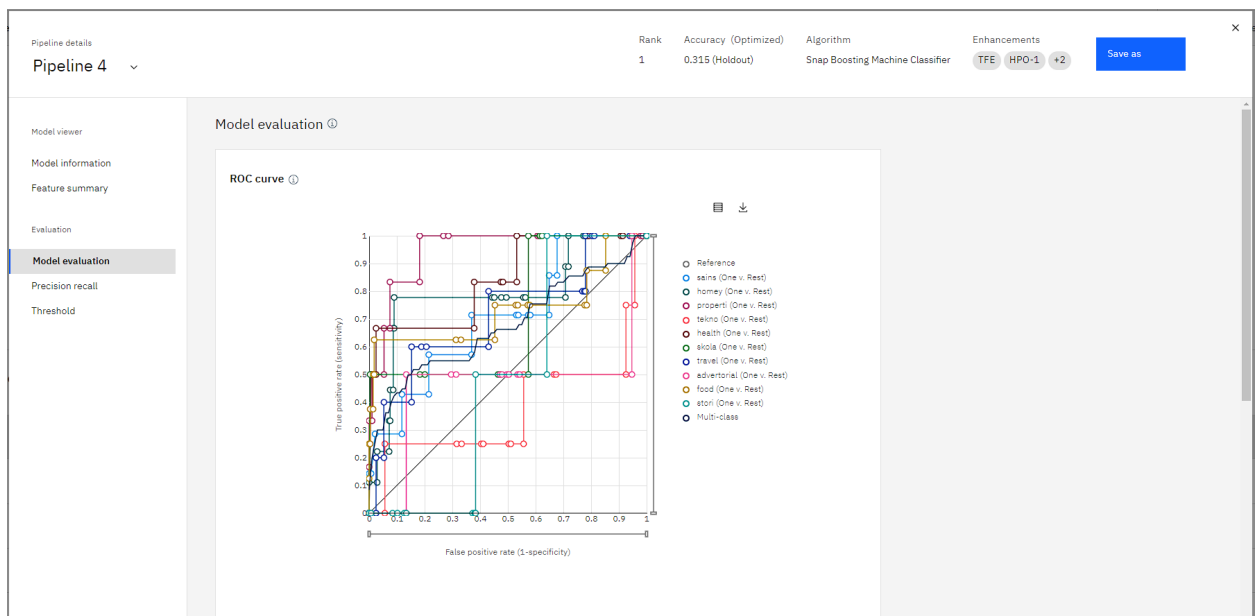 Pipeline details
Pipeline 4
Rank
1
Accuracy (Optimized)
0.315 (Holdout)
Algorithm
Snap Boosting Machine Classifier
Enhancements
TFE HPO-1 +2
Save as
Model viewer
Model information
Feature summary
Evaluation
Model evaluation
Precision recall
Threshold
Model evaluation
ROC curve
True positive rate (sensitivity)
1
0.9
0.8
0.7
0.6
0.5
0.4
0.3
0.2
0.1
0
0 0.1 0.2 0.3 0.4 0.5 0.6 0.7 0.8 0.9 1
False positive rate (1-specificity)
Reference
sains (One v. Rest)
homey (One v. Rest)
properti (One v. Rest)
tekno (One v. Rest)
health (One v. Rest)
skola (One v. Rest)
travel (One v. Rest)
advertorial (One v. Rest)
food (One v. Rest)
stori (One v. Rest)
Multi-class